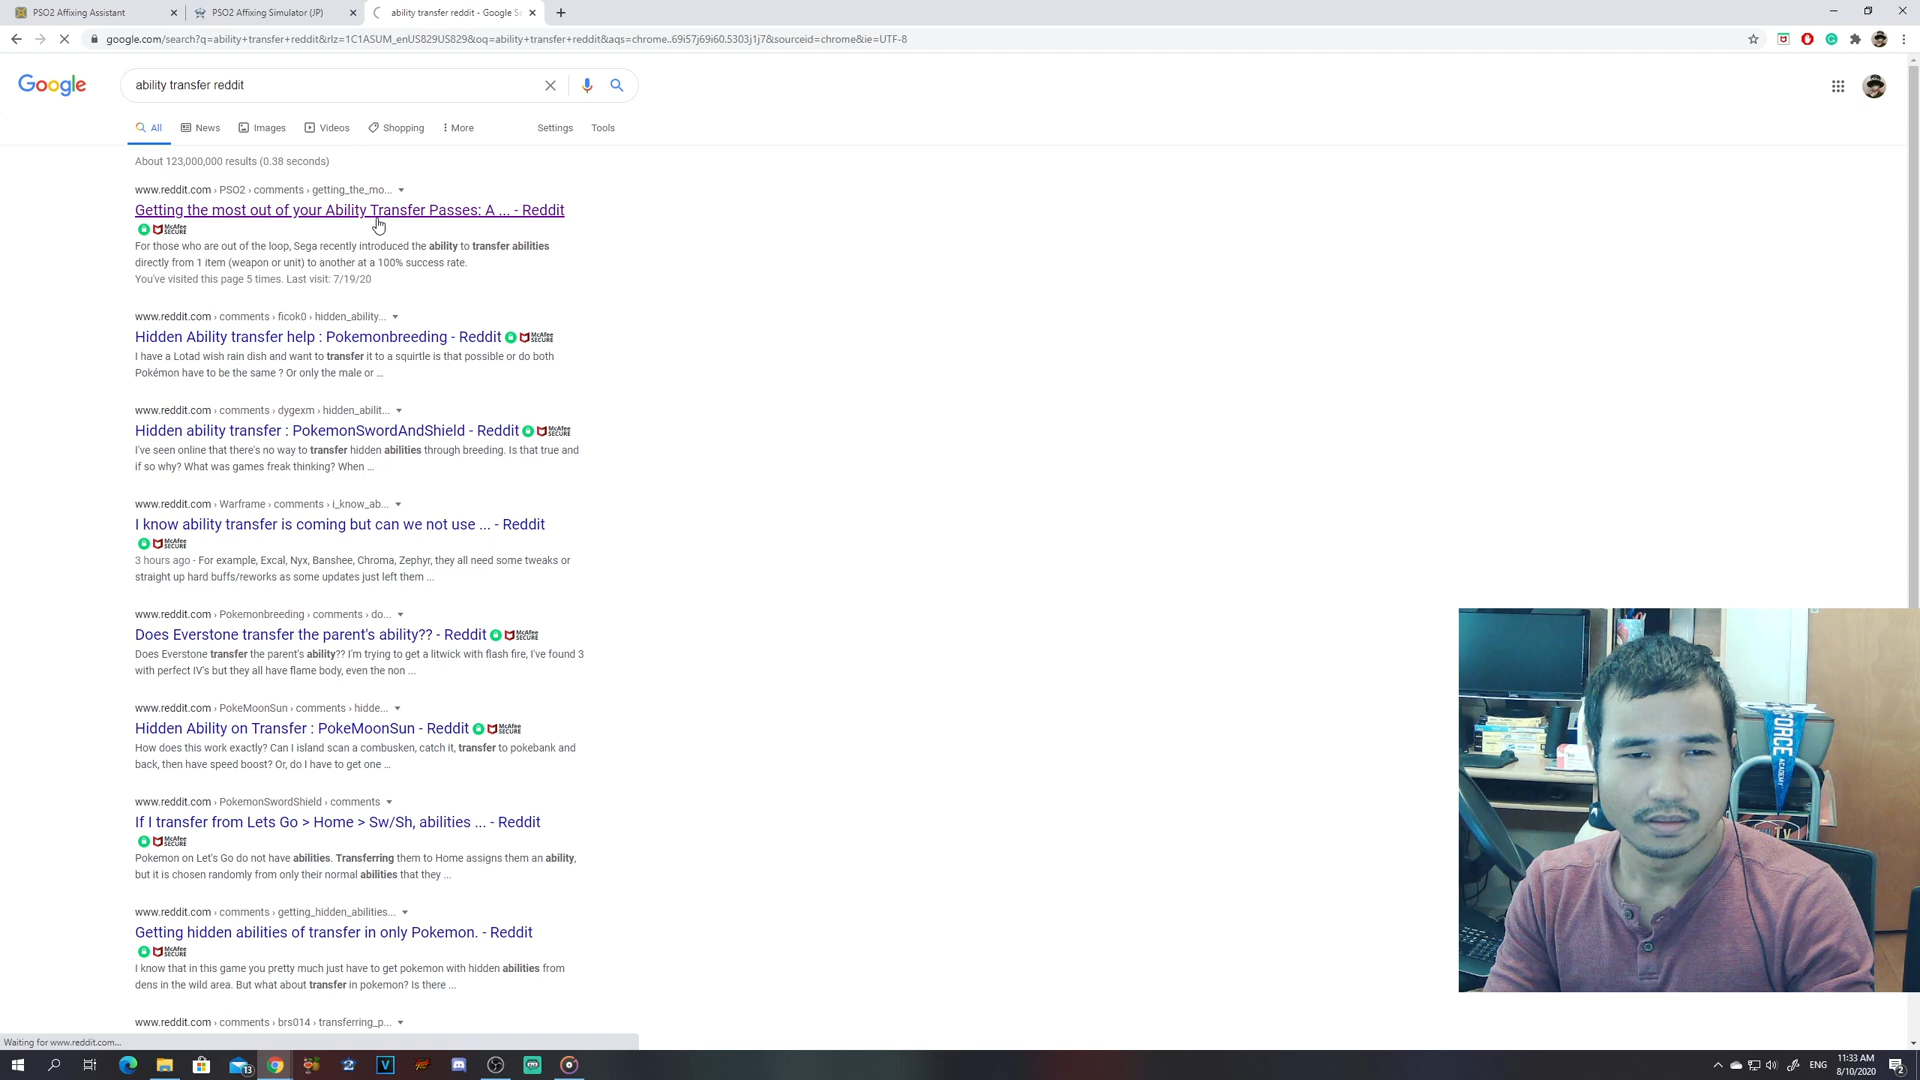 PSO2 Affixing Assistant
PSO2 Affixing Simulator (JP)
ability transfer reddit - Google Se
google.com/search?q=ability+transfer+reddit&rlz=1C1ASUM_enUS829US829&oq=ability+transfer+reddit&aqs=chrome..69i57j69i60.5303j1j7&sourceid=chrome&ie=UTF-8
Google
ability transfer reddit
All News Images Videos Shopping More Settings Tools
About 123,000,000 results (0.38 seconds)
www.reddit.com › PSO2 › comments › getting_the_mo...
Getting the most out of your Ability Transfer Passes: A ... - Reddit
McAfee SECURE
For those who are out of the loop, Sega recently introduced the ability to transfer abilities
directly from 1 item (weapon or unit) to another at a 100% success rate.
You've visited this page 5 times. Last visit: 7/19/20
www.reddit.com › comments › ficok0 › hidden_ability...
Hidden Ability transfer help : Pokemonbreeding - Reddit McAfee SECURE
I have a Lotad wish rain dish and want to transfer it to a squirtle is that possible or do both
Pokémon have to be the same ? Or only the male or ...
www.reddit.com › comments › dygexm › hidden_abilit...
Hidden ability transfer : PokemonSwordAndShield - Reddit McAfee SECURE
I've seen online that there's no way to transfer hidden abilities through breeding. Is that true and
if so why? What was games freak thinking? When ...
www.reddit.com › Warframe › comments › i_know_ab...
I know ability transfer is coming but can we not use ... - Reddit
McAfee SECURE
3 hours ago - For example, Excal, Nyx, Banshee, Chroma, Zephyr, they all need some tweaks or
straight up hard buffs/reworks as some updates just left them ...
www.reddit.com › Pokemonbreeding › comments › do...
Does Everstone transfer the parent's ability?? - Reddit McAfee SECURE
Does Everstone transfer the parent's ability?? I'm trying to get a litwick with flash fire, I've found 3
with perfect IV's but they all have flame body, even the non ...
www.reddit.com › PokeMoonSun › comments › hidde...
Hidden Ability on Transfer : PokeMoonSun - Reddit McAfee SECURE
How does this work exactly? Can I island scan a combusken, catch it, transfer to pokebank and
back, then have speed boost? Or, do I have to get one ...
www.reddit.com › PokemonSwordShield › comments
If I transfer from Lets Go > Home > Sw/Sh, abilities ... - Reddit
McAfee SECURE
Pokemon on Let's Go do not have abilities. Transferring them to Home assigns them an ability,
but it is chosen randomly from only their normal abilities that they ...
www.reddit.com › comments › getting_hidden_abilities...
Getting hidden abilities of transfer in only Pokemon. - Reddit
McAfee SECURE
I know that in this game you pretty much just have to get pokemon with hidden abilities from
dens in the wild area. But what about transfer in pokemon? Is there ...
www.reddit.com › comments › brs014 › transferring_p...
Waiting for www.reddit.com...
FORCE
ACADEMY
13
ENG
11:33 AM
8/10/2020
2